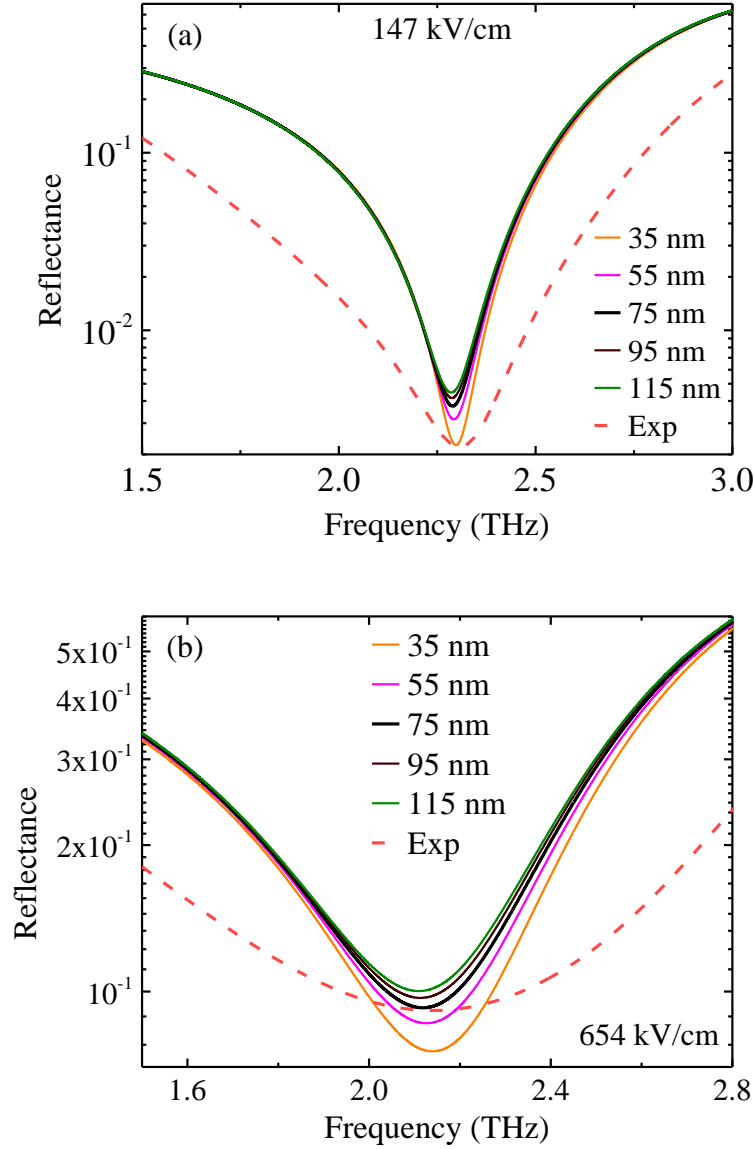 (a)
147 kV/cm
Reflectance
10⁻¹
10⁻²
35 nm
55 nm
75 nm
95 nm
115 nm
Exp
1.5 2.0 2.5 3.0
Frequency (THz)
(b)
Reflectance
5x10⁻¹
4x10⁻¹
3x10⁻¹
2x10⁻¹
10⁻¹
35 nm
55 nm
75 nm
95 nm
115 nm
Exp
654 kV/cm
1.6 2.0 2.4 2.8
Frequency (THz)